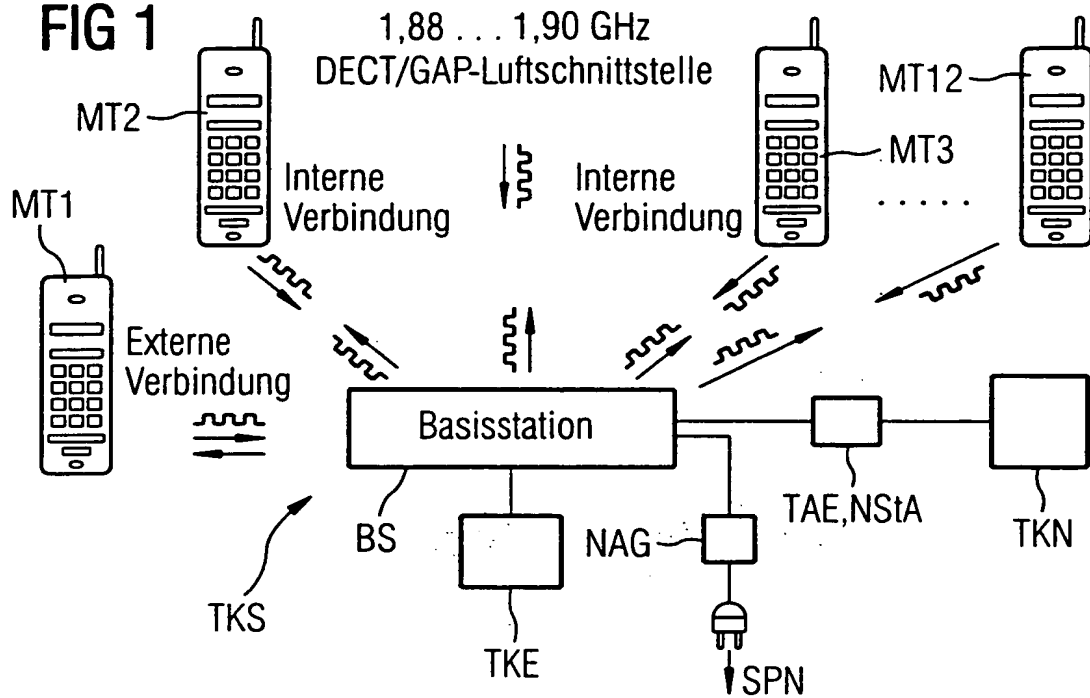 FIG 1
1,88 . . . 1,90 GHz
DECT/GAP-Luftschnittstelle
MT2
MT12
MT3
MT1
Interne
Verbindung
Interne
Verbindung
. . . . .
Externe
Verbindung
Basisstation
BS
NAG
TAE,NStA
TKN
TKS
TKE
SPN